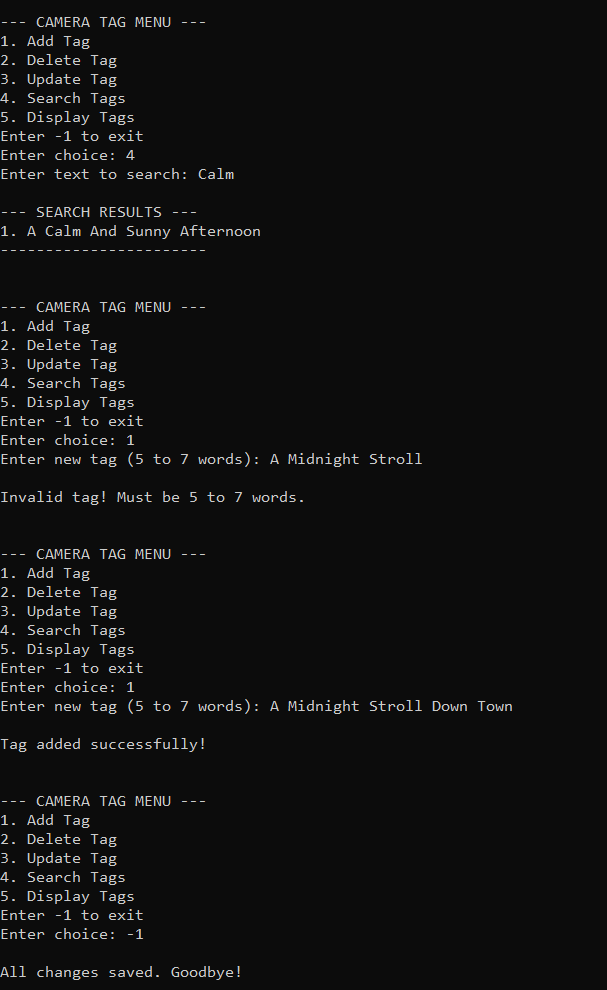 --- CAMERA TAG MENU ---
1. Add Tag
2. Delete Tag
3. Update Tag
4. Search Tags
5. Display Tags
Enter -1 to exit
Enter choice: 4
Enter text to search: Calm
--- SEARCH RESULTS ---
1. A Calm And Sunny Afternoon
-----------------------
--- CAMERA TAG MENU ---
1. Add Tag
2. Delete Tag
3. Update Tag
4. Search Tags
5. Display Tags
Enter -1 to exit
Enter choice: 1
Enter new tag (5 to 7 words): A Midnight Stroll
Invalid tag! Must be 5 to 7 words.
--- CAMERA TAG MENU ---
1. Add Tag
2. Delete Tag
3. Update Tag
4. Search Tags
5. Display Tags
Enter -1 to exit
Enter choice: 1
Enter new tag (5 to 7 words): A Midnight Stroll Down Town
Tag added successfully!
--- CAMERA TAG MENU ---
1. Add Tag
2. Delete Tag
3. Update Tag
4. Search Tags
5. Display Tags
Enter -1 to exit
Enter choice: -1
All changes saved. Goodbye!